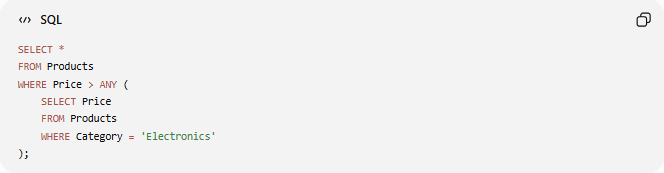 SQL
SELECT *
FROM Products
WHERE Price > ANY (
    SELECT Price
    FROM Products
    WHERE Category = 'Electronics'
);